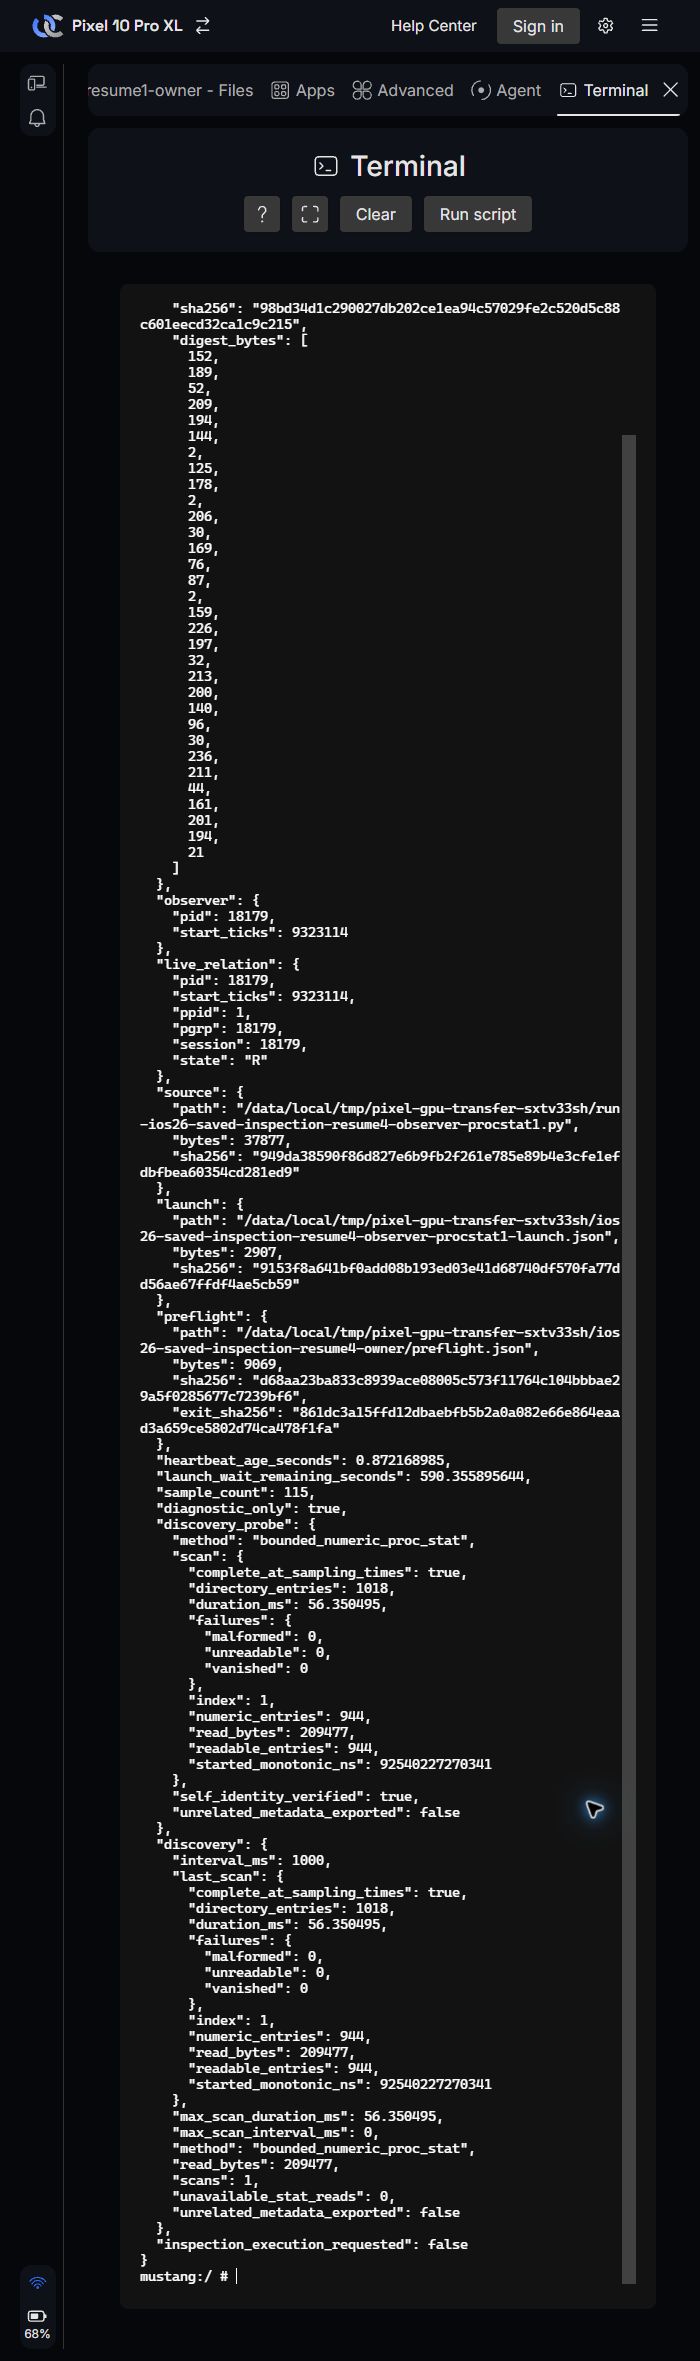 Pixel 10 Pro XL
Help Center
Sign in
resume1-owner - Files
Apps
Advanced
Agent
Terminal
Terminal
?
Clear
Run script
"sha256": "98bd34d1c290027db202ce1ea94c57029fe2c520d5c88
c601eecd32ca1c9c215",
"digest_bytes": [
152,
189,
52,
209,
194,
144,
2,
125,
178,
2,
206,
30,
169,
76,
87,
2,
159,
226,
197,
32,
213,
200,
140,
96,
30,
236,
211,
44,
161,
201,
194,
21
]
},
"observer": {
"pid": 18179,
"start_ticks": 9323114
},
"live_relation": {
"pid": 18179,
"start_ticks": 9323114,
"ppid": 1,
"pgrp": 18179,
"session": 18179,
"state": "R"
},
"source": {
"path": "/data/local/tmp/pixel-gpu-transfer-sxtv33sh/run
-ios26-saved-inspection-resume4-observer-procstat1.py",
"bytes": 37877,
"sha256": "949da38590f86d827e6b9fb2f261e785e89b4e3cfe1ef
dbfbea60354cd281ed9"
},
"launch": {
"path": "/data/local/tmp/pixel-gpu-transfer-sxtv33sh/ios
26-saved-inspection-resume4-observer-procstat1-launch.json",
"bytes": 2907,
"sha256": "9153f8a641bf0add08b193ed03e41d68740df570fa77d
d56ae67ffdf4ae5cb59"
},
"preflight": {
"path": "/data/local/tmp/pixel-gpu-transfer-sxtv33sh/ios
26-saved-inspection-resume4-owner/preflight.json",
"bytes": 9069,
"sha256": "d68aa23ba833c8939ace08005c573f11764c104bbbae2
9a5f0285677c7239bf6",
"exit_sha256": "861dc3a15ffd12dbaebfb5b2a0a082e66e864eaa
d3a659ce5802d74ca478f1fa"
},
"heartbeat_age_seconds": 0.872168985,
"launch_wait_remaining_seconds": 590.355895644,
"sample_count": 115,
"diagnostic_only": true,
"discovery_probe": {
"method": "bounded_numeric_proc_stat",
"scan": {
"complete_at_sampling_times": true,
"directory_entries": 1018,
"duration_ms": 56.350495,
"failures": {
"malformed": 0,
"unreadable": 0,
"vanished": 0
},
"index": 1,
"numeric_entries": 944,
"read_bytes": 209477,
"readable_entries": 944,
"started_monotonic_ns": 92540227270341
},
"self_identity_verified": true,
"unrelated_metadata_exported": false
},
"discovery": {
"interval_ms": 1000,
"last_scan": {
"complete_at_sampling_times": true,
"directory_entries": 1018,
"duration_ms": 56.350495,
"failures": {
"malformed": 0,
"unreadable": 0,
"vanished": 0
},
"index": 1,
"numeric_entries": 944,
"read_bytes": 209477,
"readable_entries": 944,
"started_monotonic_ns": 92540227270341
},
"max_scan_duration_ms": 56.350495,
"max_scan_interval_ms": 0,
"method": "bounded_numeric_proc_stat",
"read_bytes": 209477,
"scans": 1,
"unavailable_stat_reads": 0,
"unrelated_metadata_exported": false
},
"inspection_execution_requested": false
}
mustang:/ #
68%